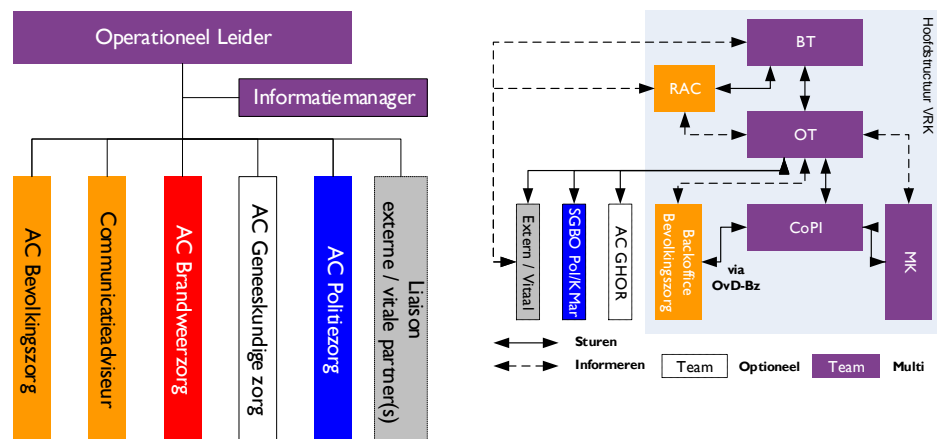 Operationeel Leider
Informatiemanager
AC Bevolkingszorg
Communicatieadviseur
AC Brandweerzorg
AC Geneeskundige zorg
AC Politiezorg
Liaison
externe / vitale partner(s)
Hoofdstructuur VRK
BT
RAC
OT
Extern / Vitaal
SGBO Pol/KMar
AC GHOR
Backoffice
Bevolkingszorg
CoPI
MK
via
OvD-Bz
Sturen
Informeren
Team
Optioneel
Team
Multi